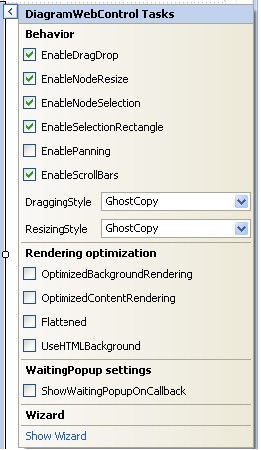 DiagramWebControl Tasks
Behavior
EnableDragDrop
EnableNodeResize
EnableNodeSelection
EnableSelectionRectangle
EnablePanning
EnableScrollBars
DraggingStyle GhostCopy
ResizingStyle GhostCopy
Rendering optimization
OptimizedBackgroundRendering
OptimizedContentRendering
Flattened
UseHTMLBackground
WaitingPopup settings
ShowWaitingPopupOnCallback
Wizard
Show Wizard